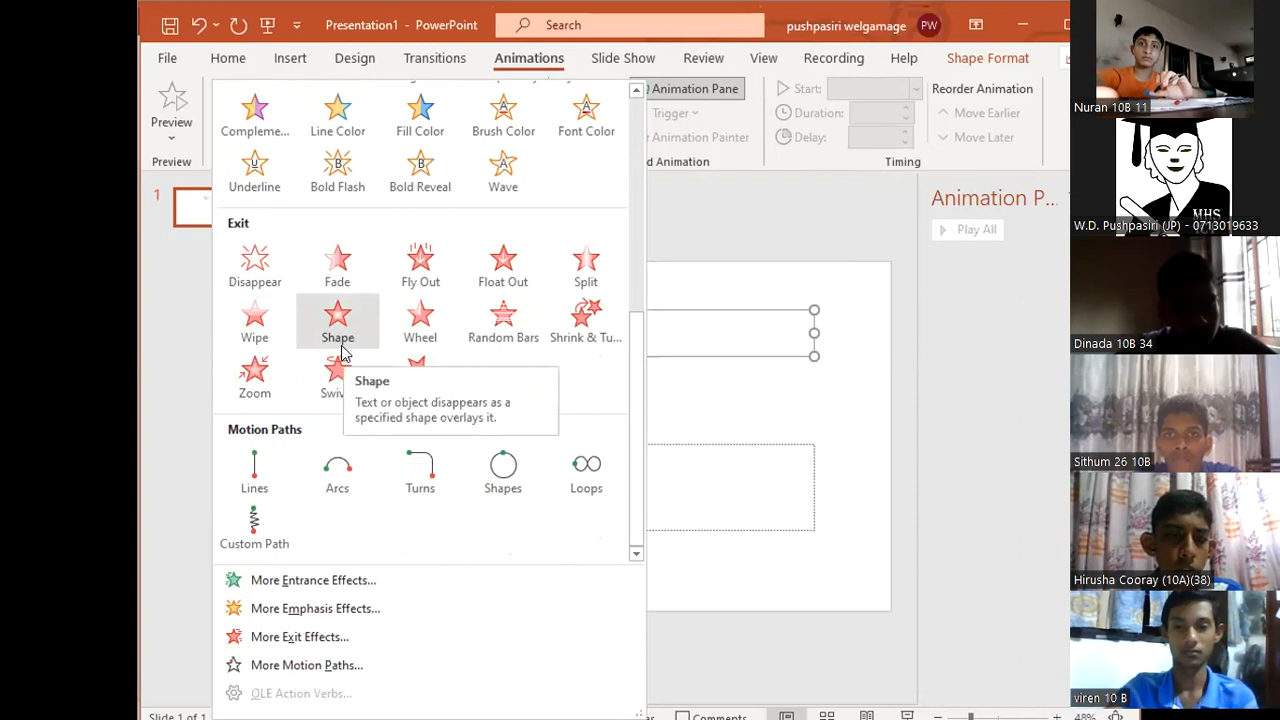 Presentation1 - PowerPoint
Search
pushpasiri welgamage PW
File Home Insert Design Transitions Animations Slide Show Review View Recording Help Shape Format
Preview
Preview
Compleme... Line Color Fill Color Brush Color Font Color
Underline Bold Flash Bold Reveal Wave
Exit
Disappear Fade Fly Out Float Out Split
Wipe Shape Wheel Random Bars Shrink & Tu...
Zoom
Shape
Text or object disappears as a
specified shape overlays it.
Motion Paths
Lines Arcs Turns Shapes Loops
Custom Path
More Entrance Effects...
More Emphasis Effects...
More Exit Effects...
More Motion Paths...
OLE Action Verbs...
Animation Pane
Trigger
Animation Painter
d Animation
Start:
Duration:
Delay:
Reorder Animation
Move Earlier
Move Later
Timing
1
Animation P...
Play All
Slide 1 of 1
Comments
48%
Nuran 10B 11
MHS
ICT
W.D. Pushpasiri (JP) - 0713019633
Dinada 10B 34
Sithum 26 10B
Hirusha Cooray (10A)(38)
viren 10 B